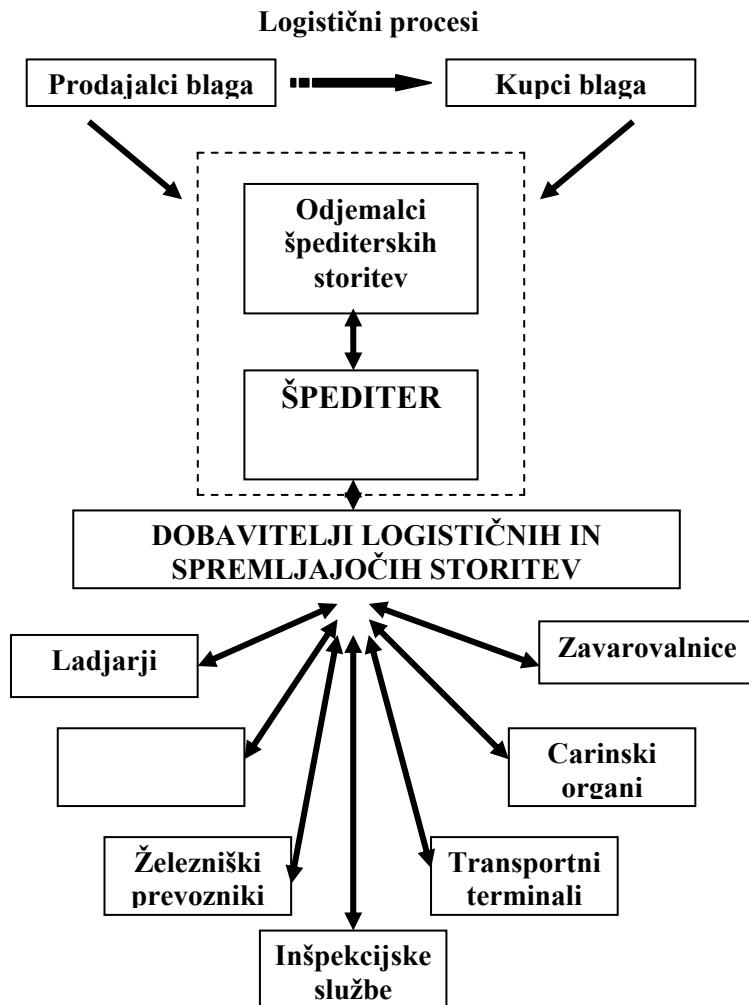 Logistični procesi
Prodajalci blaga
Kupci blaga
Odjemalci
špediterskih
storitev
ŠPEDITER
DOBAVITELJI LOGISTIČNIH IN
SPREMLJAJOČIH STORITEV
Ladjarji
Zavarovalnice
Carinski
organi
Železniški
prevozniki
Transportni
terminali
Inšpekcijske
službe